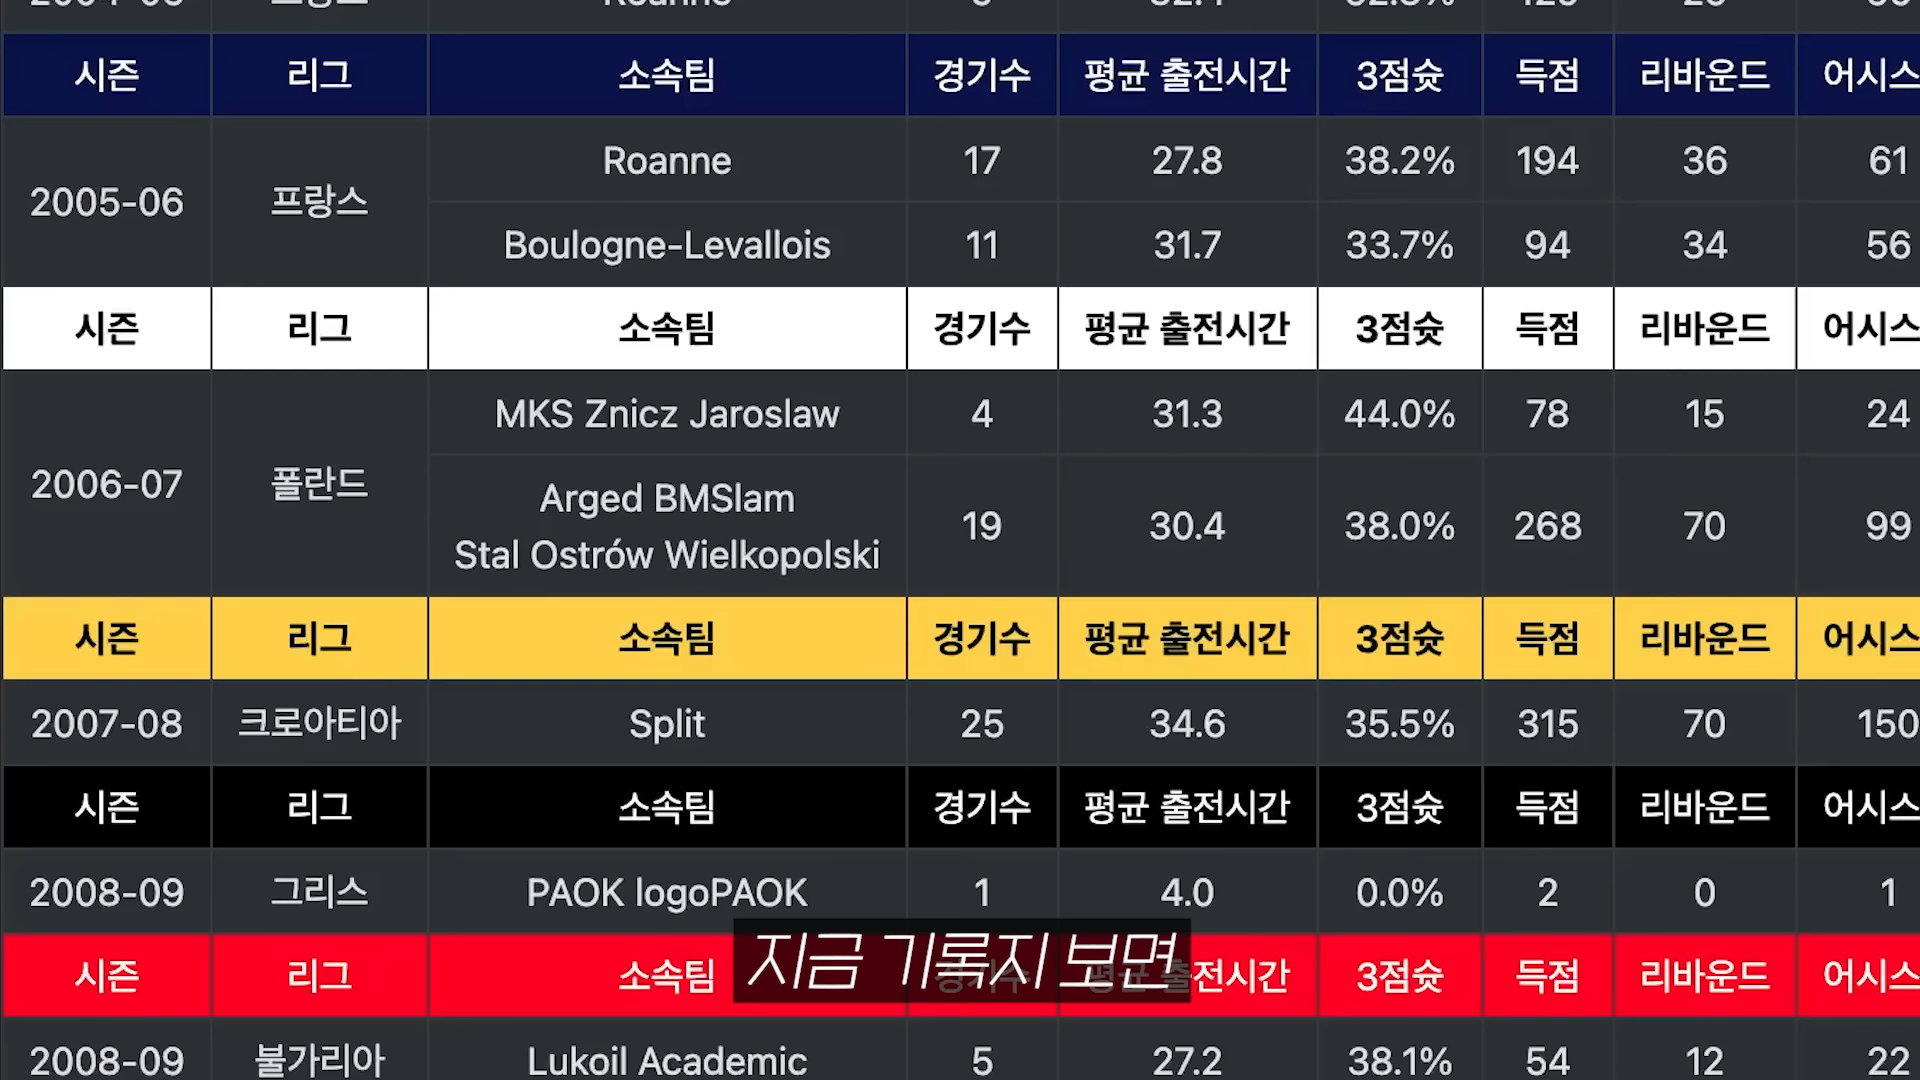 시즌 리그 소속팀 경기수 평균 출전시간 3점슛 득점 리바운드 어시스
2005-06 프랑스 Roanne 17 27.8 38.2% 194 36 61
Boulogne-Levallois 11 31.7 33.7% 94 34 56
시즌 리그 소속팀 경기수 평균 출전시간 3점슛 득점 리바운드 어시스
2006-07 폴란드 MKS Znicz Jaroslaw 4 31.3 44.0% 78 15 24
Arged BMSlam
Stal Ostrów Wielkopolski 19 30.4 38.0% 268 70 99
시즌 리그 소속팀 경기수 평균 출전시간 3점슛 득점 리바운드 어시스
2007-08 크로아티아 Split 25 34.6 35.5% 315 70 150
시즌 리그 소속팀 경기수 평균 출전시간 3점슛 득점 리바운드 어시스
2008-09 그리스 PAOK logoPAOK 1 4.0 0.0% 2 0 1
시즌 리그 소속팀 경기수 평균 출전시간 3점슛 득점 리바운드 어시스
지금 기록지 보면
2008-09 불가리아 Lukoil Academic 5 27.2 38.1% 54 12 22